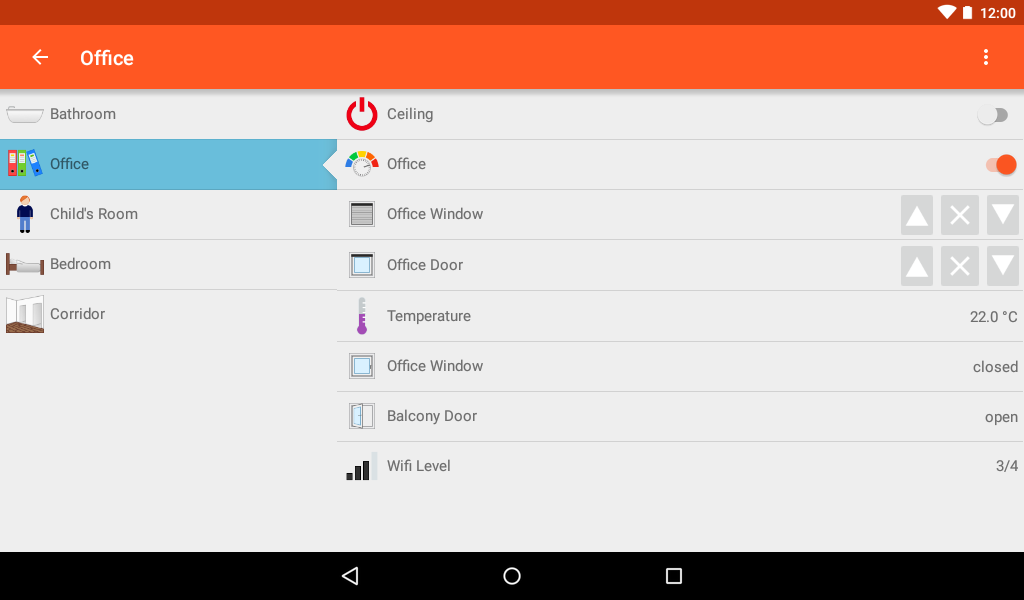 12:00
Office
Bathroom
Office
Child's Room
Bedroom
Corridor
Ceiling
Office
Office Window
Office Door
Temperature 22.0 °C
Office Window closed
Balcony Door open
Wifi Level 3/4